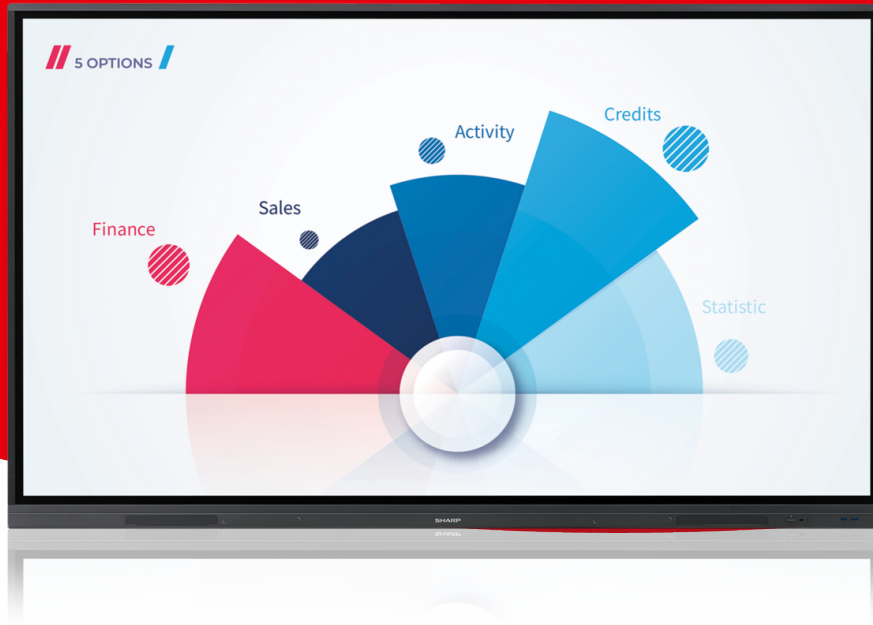 5 OPTIONS
Credits
Activity
Sales
Finance
Statistic
SHARP